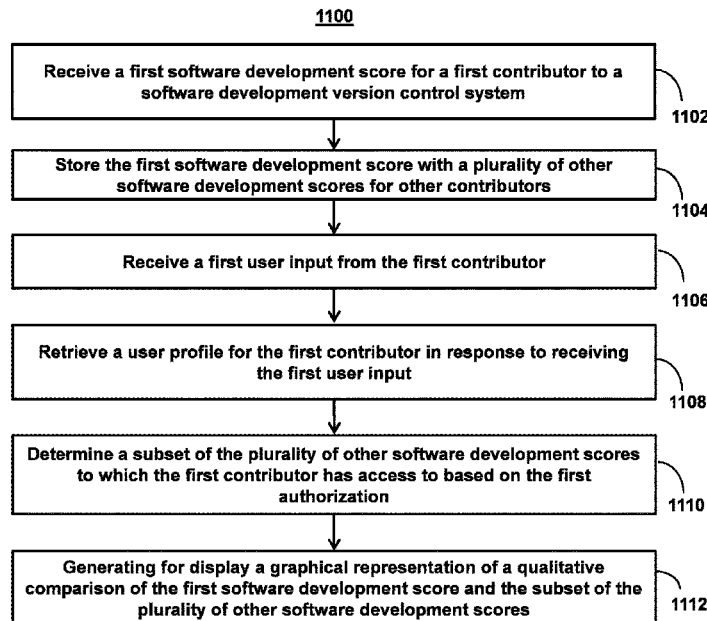 1100
Receive a first software development score for a first contributor to a
software development version control system
1102
Store the first software development score with a plurality of other
software development scores for other contributors
1104
Receive a first user input from the first contributor
1106
Retrieve a user profile for the first contributor in response to receiving
the first user input
1108
Determine a subset of the plurality of other software development scores
to which the first contributor has access to based on the first
authorization
1110
Generating for display a graphical representation of a qualitative
comparison of the first software development score and the subset of the
plurality of other software development scores
1112